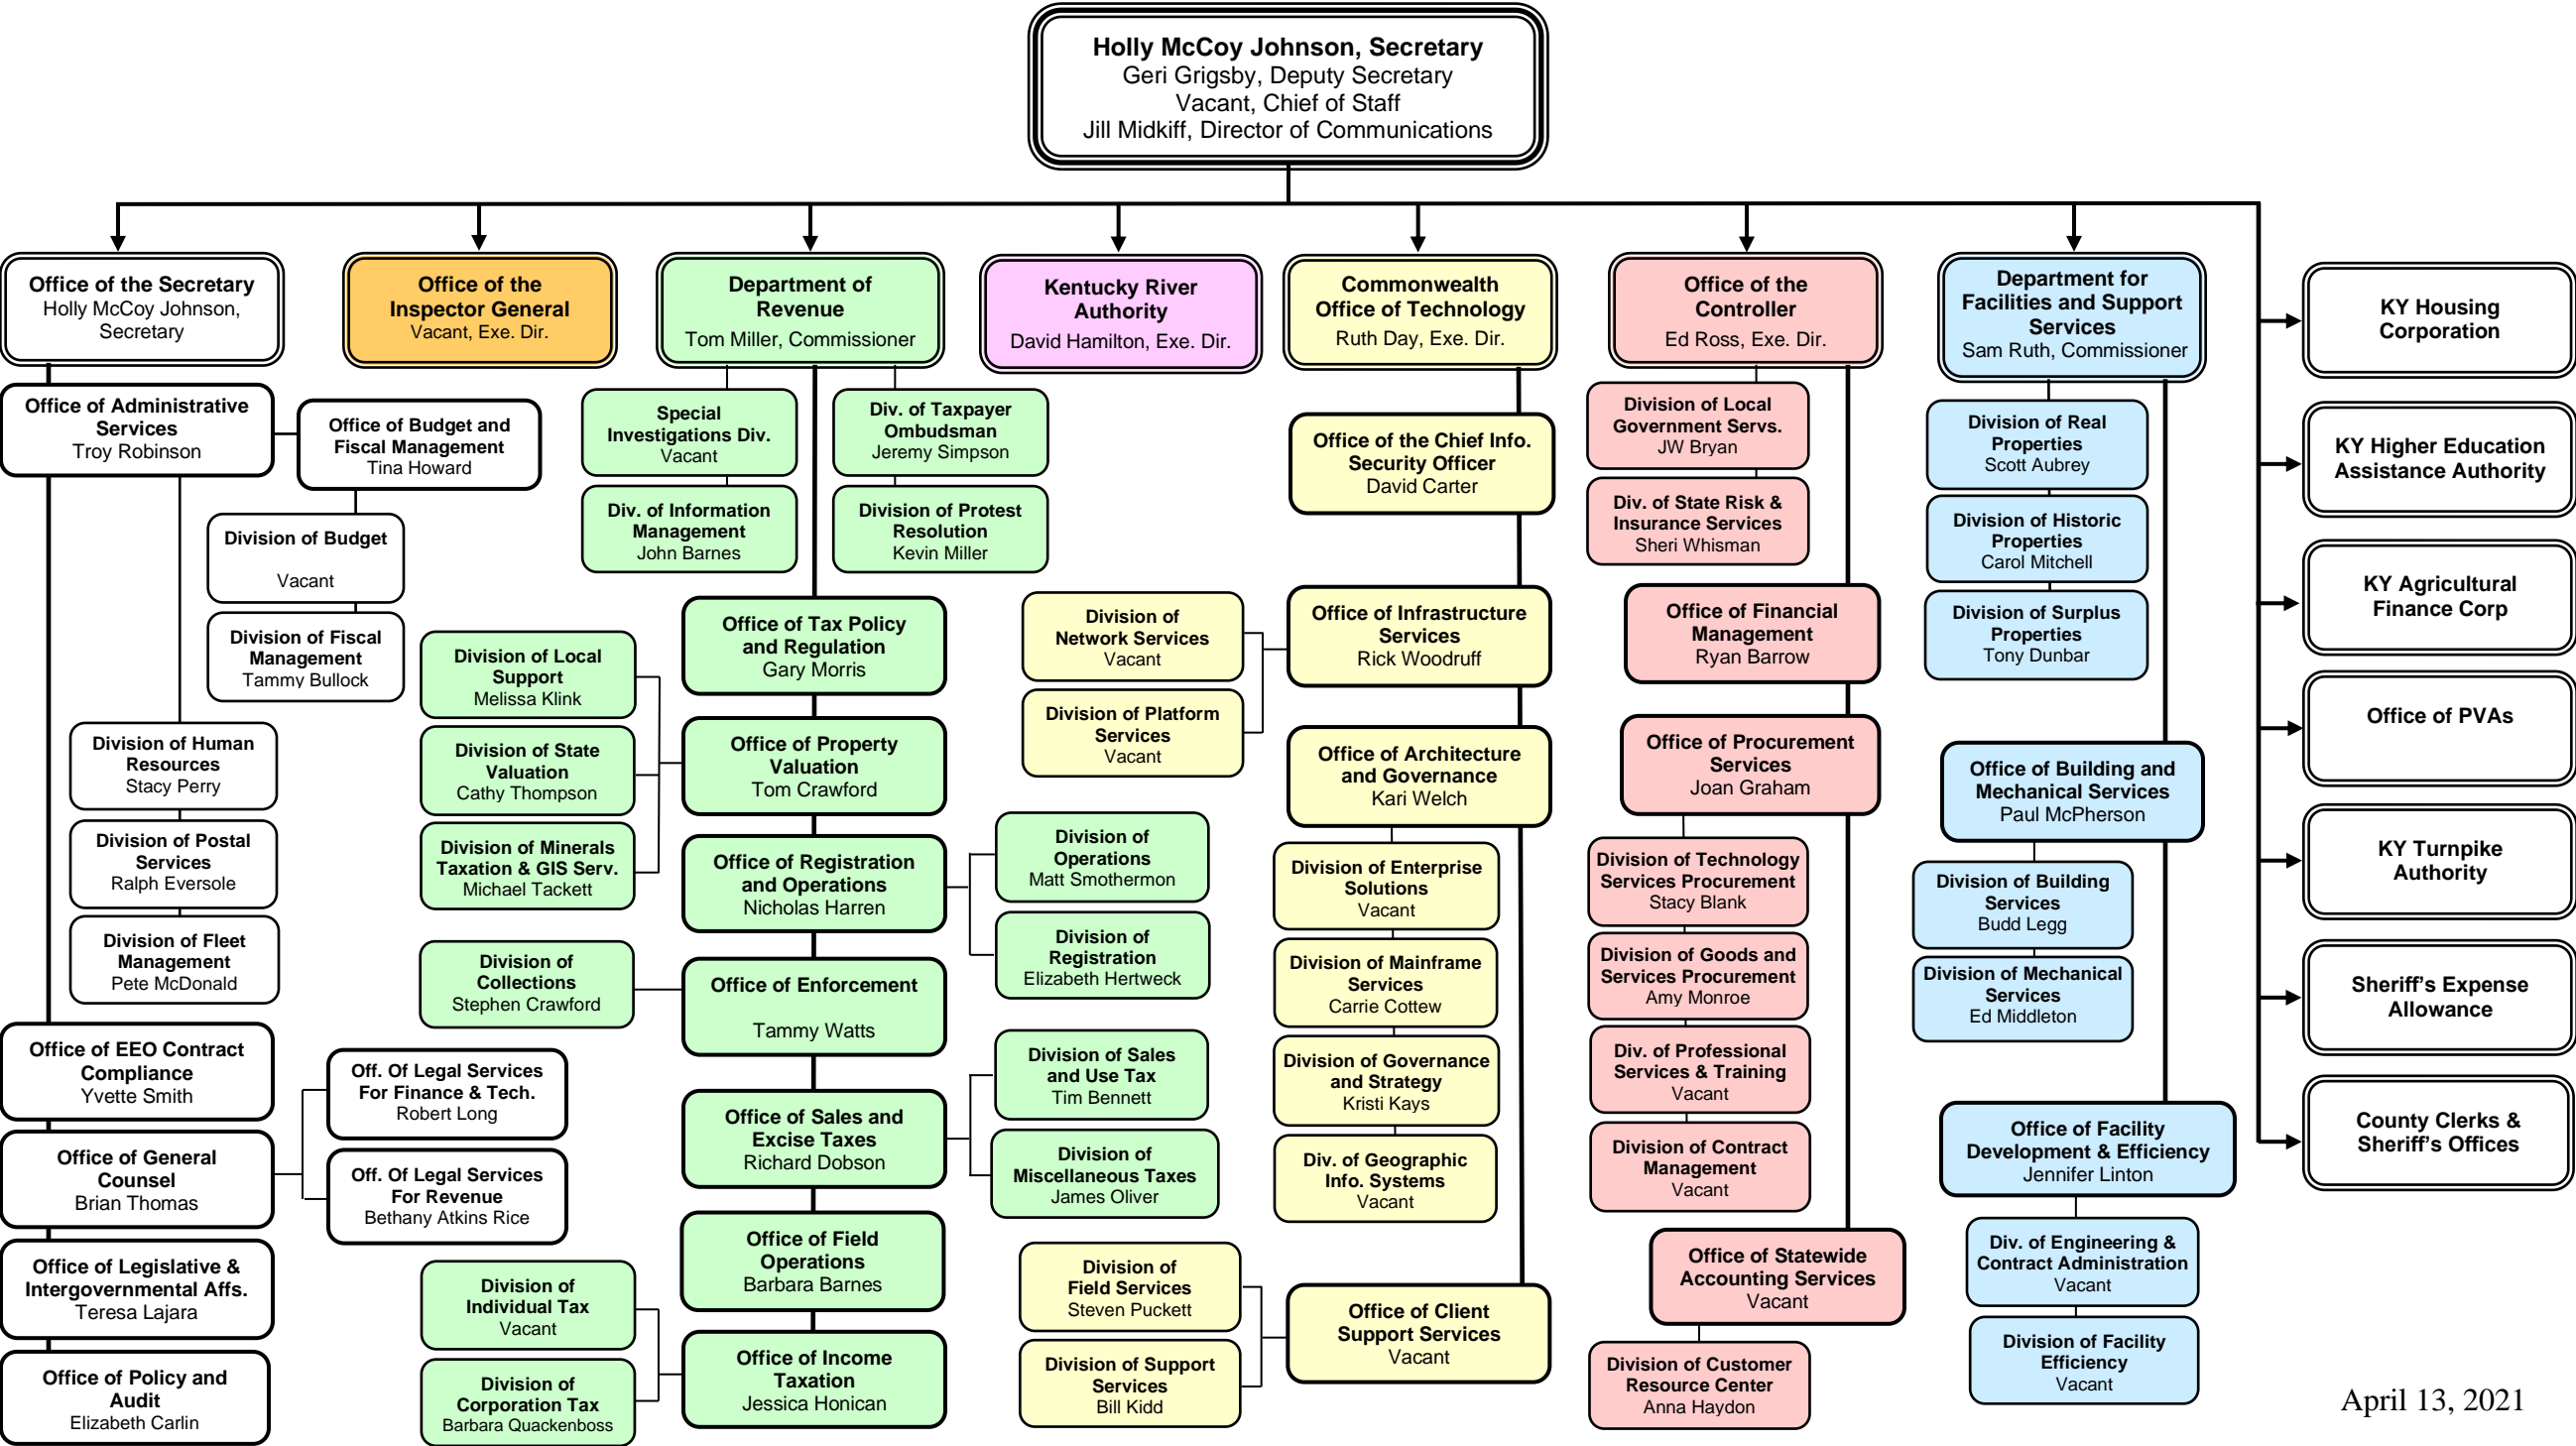 Holly McCoy Johnson, Secretary
Geri Grigsby, Deputy Secretary
Vacant, Chief of Staff
Jill Midkiff, Director of Communications
Office of the Secretary
Holly McCoy Johnson,
Secretary
Office of the
Inspector General
Vacant, Exe. Dir.
Department of
Revenue
Tom Miller, Commissioner
Kentucky River
Authority
David Hamilton, Exe. Dir.
Commonwealth
Office of Technology
Ruth Day, Exe. Dir.
Office of the
Controller
Ed Ross, Exe. Dir.
Department for
Facilities and Support
Services
Sam Ruth, Commissioner
Office of Administrative
Services
Troy Robinson
Office of Budget and
Fiscal Management
Tina Howard
Division of Budget
Vacant
Division of Fiscal
Management
Tammy Bullock
Division of Human
Resources
Stacy Perry
Division of Postal
Services
Ralph Eversole
Division of Fleet
Management
Pete McDonald
Office of EEO Contract
Compliance
Yvette Smith
Office of General
Counsel
Brian Thomas
Off. Of Legal Services
For Finance & Tech.
Robert Long
Off. Of Legal Services
For Revenue
Bethany Atkins Rice
Office of Legislative &
Intergovernmental Affs.
Teresa Lajara
Office of Policy and
Audit
Elizabeth Carlin
Special
Investigations Div.
Vacant
Div. of Taxpayer
Ombudsman
Jeremy Simpson
Div. of Information
Management
John Barnes
Division of Protest
Resolution
Kevin Miller
Office of Tax Policy
and Regulation
Gary Morris
Office of Property
Valuation
Tom Crawford
Division of Local
Support
Melissa Klink
Division of State
Valuation
Cathy Thompson
Division of Minerals
Taxation & GIS Serv.
Michael Tackett
Office of Registration
and Operations
Nicholas Harren
Division of
Operations
Matt Smothermon
Division of
Registration
Elizabeth Hertweck
Office of Enforcement
Tammy Watts
Division of
Collections
Stephen Crawford
Office of Sales and
Excise Taxes
Richard Dobson
Division of Sales
and Use Tax
Tim Bennett
Division of
Miscellaneous Taxes
James Oliver
Office of Field
Operations
Barbara Barnes
Office of Income
Taxation
Jessica Honican
Division of
Individual Tax
Vacant
Division of
Corporation Tax
Barbara Quackenboss
Office of the Chief Info.
Security Officer
David Carter
Office of Infrastructure
Services
Rick Woodruff
Division of
Network Services
Vacant
Division of Platform
Services
Vacant
Office of Architecture
and Governance
Kari Welch
Division of Enterprise
Solutions
Vacant
Division of Mainframe
Services
Carrie Cottew
Division of Governance
and Strategy
Kristi Kays
Div. of Geographic
Info. Systems
Vacant
Office of Client
Support Services
Vacant
Division of
Field Services
Steven Puckett
Division of Support
Services
Bill Kidd
Division of Local
Government Servs.
JW Bryan
Div. of State Risk &
Insurance Services
Sheri Whisman
Office of Financial
Management
Ryan Barrow
Office of Procurement
Services
Joan Graham
Division of Technology
Services Procurement
Stacy Blank
Division of Goods and
Services Procurement
Amy Monroe
Div. of Professional
Services & Training
Vacant
Division of Contract
Management
Vacant
Office of Statewide
Accounting Services
Vacant
Division of Customer
Resource Center
Anna Haydon
Division of Real
Properties
Scott Aubrey
Division of Historic
Properties
Carol Mitchell
Division of Surplus
Properties
Tony Dunbar
Office of Building and
Mechanical Services
Paul McPherson
Division of Building
Services
Budd Legg
Division of Mechanical
Services
Ed Middleton
Office of Facility
Development & Efficiency
Jennifer Linton
Div. of Engineering &
Contract Administration
Vacant
Division of Facility
Efficiency
Vacant
KY Housing
Corporation
KY Higher Education
Assistance Authority
KY Agricultural
Finance Corp
Office of PVAs
KY Turnpike
Authority
Sheriff’s Expense
Allowance
County Clerks &
Sheriff’s Offices
April 13, 2021